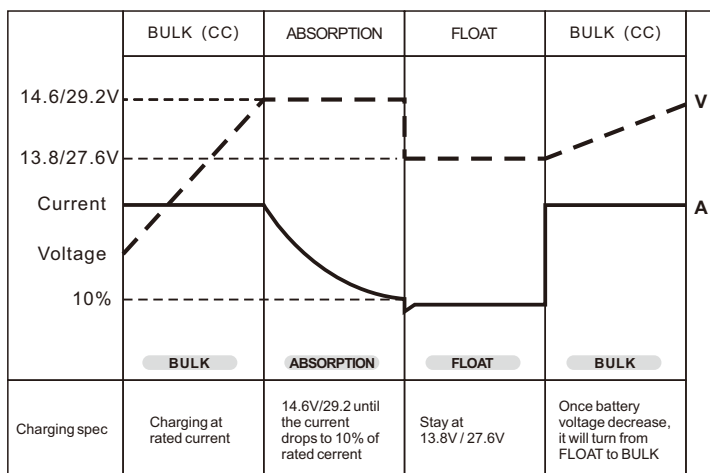 BULK (CC) ABSORPTION FLOAT BULK (CC)
14.6/29.2V
V
13.8/27.6V
Current
A
Voltage
10%
BULK ABSORPTION FLOAT BULK
Charging spec
Charging at
rated current
14.6V/29.2 until
the current
drops to 10% of
rated cerrent
Stay at
13.8V / 27.6V
Once battery
voltage decrease,
it will turn from
FLOAT to BULK